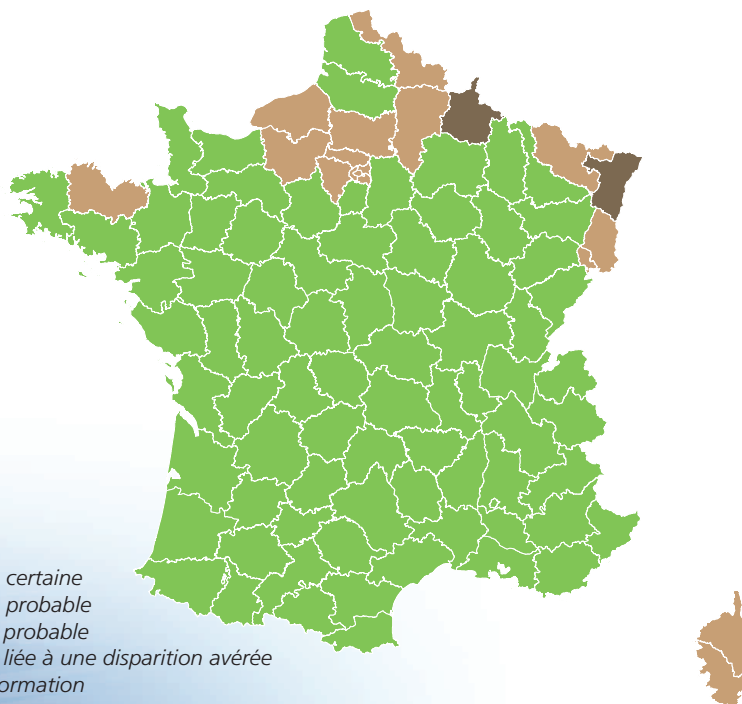 certaine
probable
probable
liée à une disparition avérée
ormation